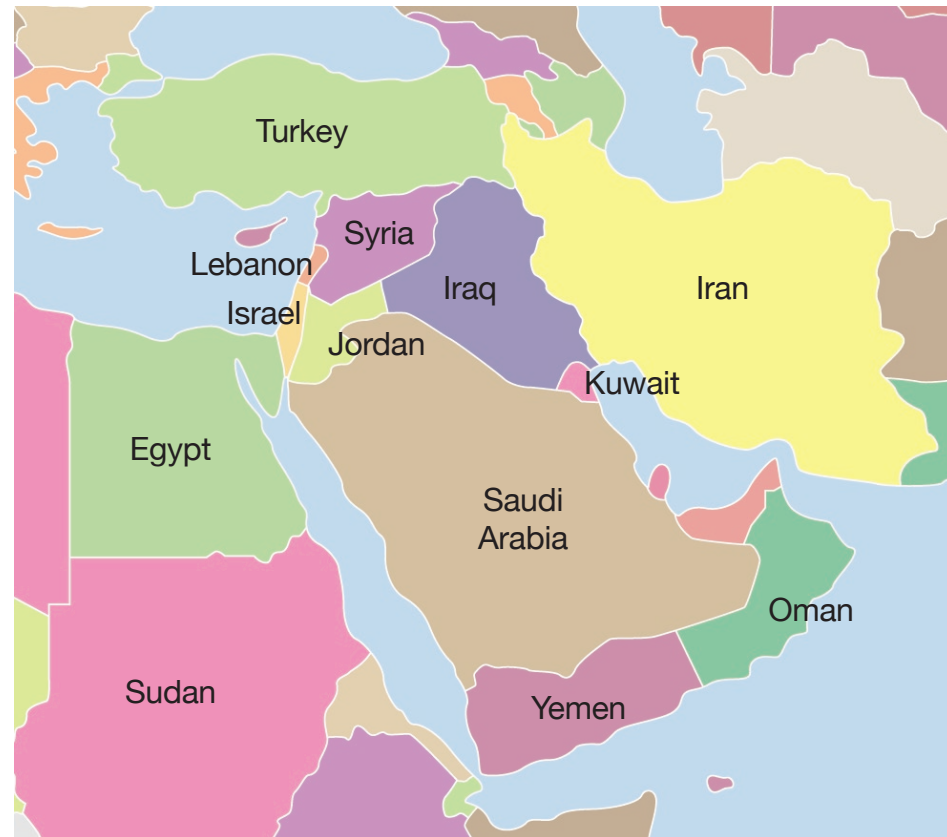 Turkey
Syria
Lebanon
Iraq
Iran
Israel
Jordan
Kuwait
Egypt
Saudi
Arabia
Oman
Sudan
Yemen